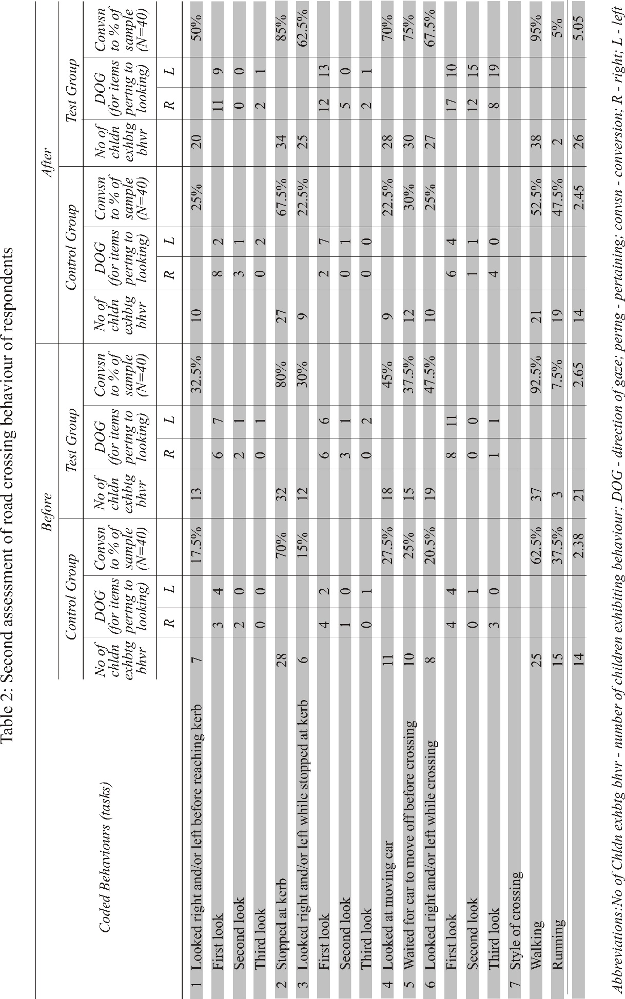 Table 2: Second assessment of road crossing behaviour of respondents
Before After
Control Group Test Group Control Group Test Group
Coded Behaviours (tasks) No of chldn exhbtg bhvr DOG (for items pertng to looking) Convsn to % of sample (N=40) No of chldn exhbtg bhvr DOG (for items pertng to looking) Convsn to % of sample (N=40) No of chldn exhbtg bhvr DOG (for items pertng to looking) Convsn to % of sample (N=40) No of chldn exhbtg bhvr DOG (for items pertng to looking) Convsn to % of sample (N=40)
R L R L R L R L
1 Looked right and/or left before reaching kerb 7 17.5% 13 32.5% 10 25% 20 50%
First look 3 4 6 7 8 2 11 9
Second look 2 0 2 1 3 1 0 0
Third look 0 0 0 1 0 2 2 1
2 Stopped at kerb 28 70% 32 80% 27 67.5% 34 85%
3 Looked right and/or left while stopped at kerb 6 15% 12 30% 9 22.5% 25 62.5%
First look 4 2 6 6 2 7 12 13
Second look 1 0 3 1 0 1 5 0
Third look 0 1 0 2 0 0 2 1
4 Looked at moving car 11 27.5% 18 45% 9 22.5% 28 70%
5 Waited for car to move off before crossing 10 25% 15 37.5% 12 30% 30 75%
6 Looked right and/or left while crossing 8 20.5% 19 47.5% 10 25% 27 67.5%
First look 4 4 8 11 6 4 17 10
Second look 0 1 0 0 1 1 12 15
Third look 3 0 1 1 4 0 8 19
7 Style of crossing
Walking 25 62.5% 37 92.5% 21 52.5% 38 95%
Running 15 37.5% 3 7.5% 19 47.5% 2 5%
14 2.38 21 2.65 14 2.45 26 5.05
Abbreviations:No of Chldn exhbtg bhvr - number of children exhibiting behaviour; DOG - direction of gaze; pertng - pertaining; convsn - conversion; R - right; L - left